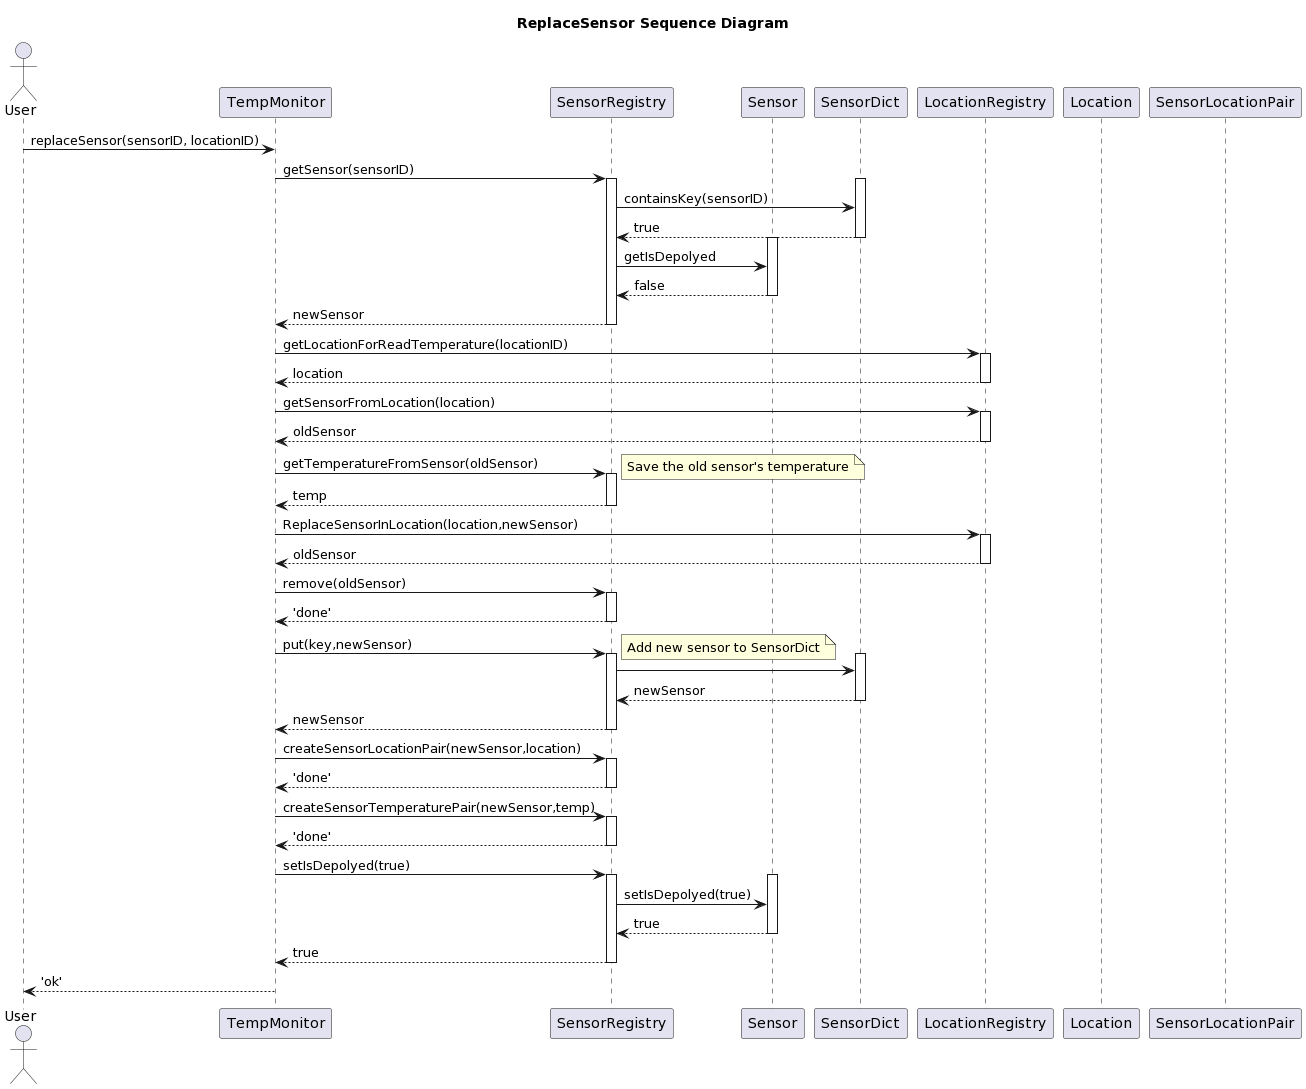 ReplaceSensor Sequence Diagram
User
TempMonitor
SensorRegistry
Sensor
SensorDict
LocationRegistry
Location
SensorLocationPair
replaceSensor(sensorID, locationID)
getSensor(sensorID)
containsKey(sensorID)
true
getIsDepolyed
false
newSensor
getLocationForReadTemperature(locationID)
location
getSensorFromLocation(location)
oldSensor
getTemperatureFromSensor(oldSensor)
Save the old sensor's temperature
temp
ReplaceSensorInLocation(location,newSensor)
oldSensor
remove(oldSensor)
'done'
put(key,newSensor)
Add new sensor to SensorDict
newSensor
newSensor
createSensorLocationPair(newSensor,location)
'done'
createSensorTemperaturePair(newSensor,temp)
'done'
setIsDepolyed(true)
setIsDepolyed(true)
true
true
'ok'
User
TempMonitor
SensorRegistry
Sensor
SensorDict
LocationRegistry
Location
SensorLocationPair